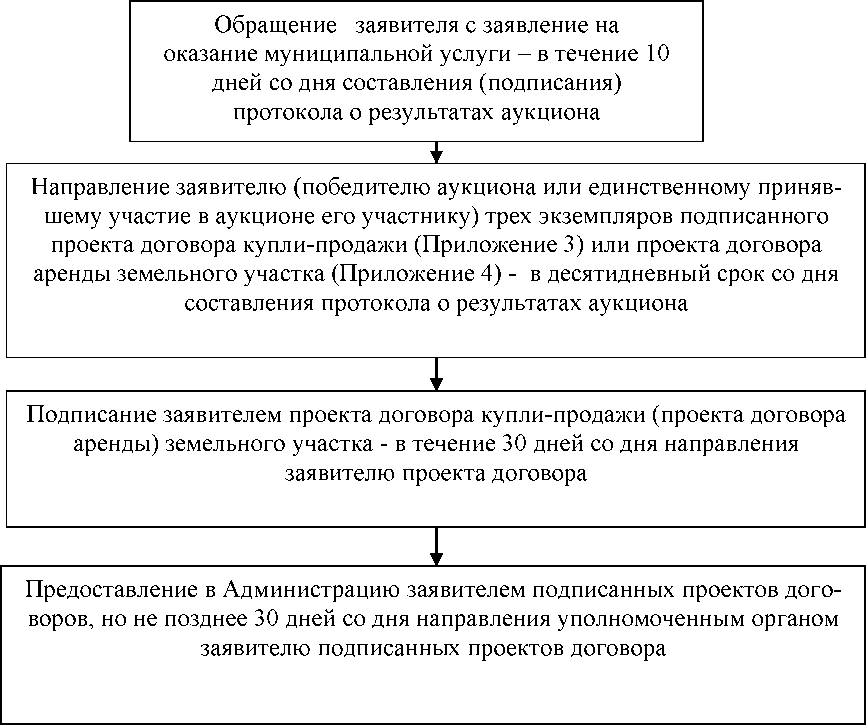 Обращение заявителя с заявление на
оказание муниципальной услуги – в течение 10
дней со дня составления (подписания)
протокола о результатах аукциона
Направление заявителю (победителю аукциона или единственному приняв-
шему участие в аукционе его участнику) трех экземпляров подписанного
проекта договора купли-продажи (Приложение 3) или проекта договора
аренды земельного участка (Приложение 4) - в десятидневный срок со дня
составления протокола о результатах аукциона
Подписание заявителем проекта договора купли-продажи (проекта договора
аренды) земельного участка - в течение 30 дней со дня направления
заявителю проекта договора
Предоставление в Администрацию заявителем подписанных проектов дого-
воров, но не позднее 30 дней со дня направления уполномоченным органом
заявителю подписанных проектов договора